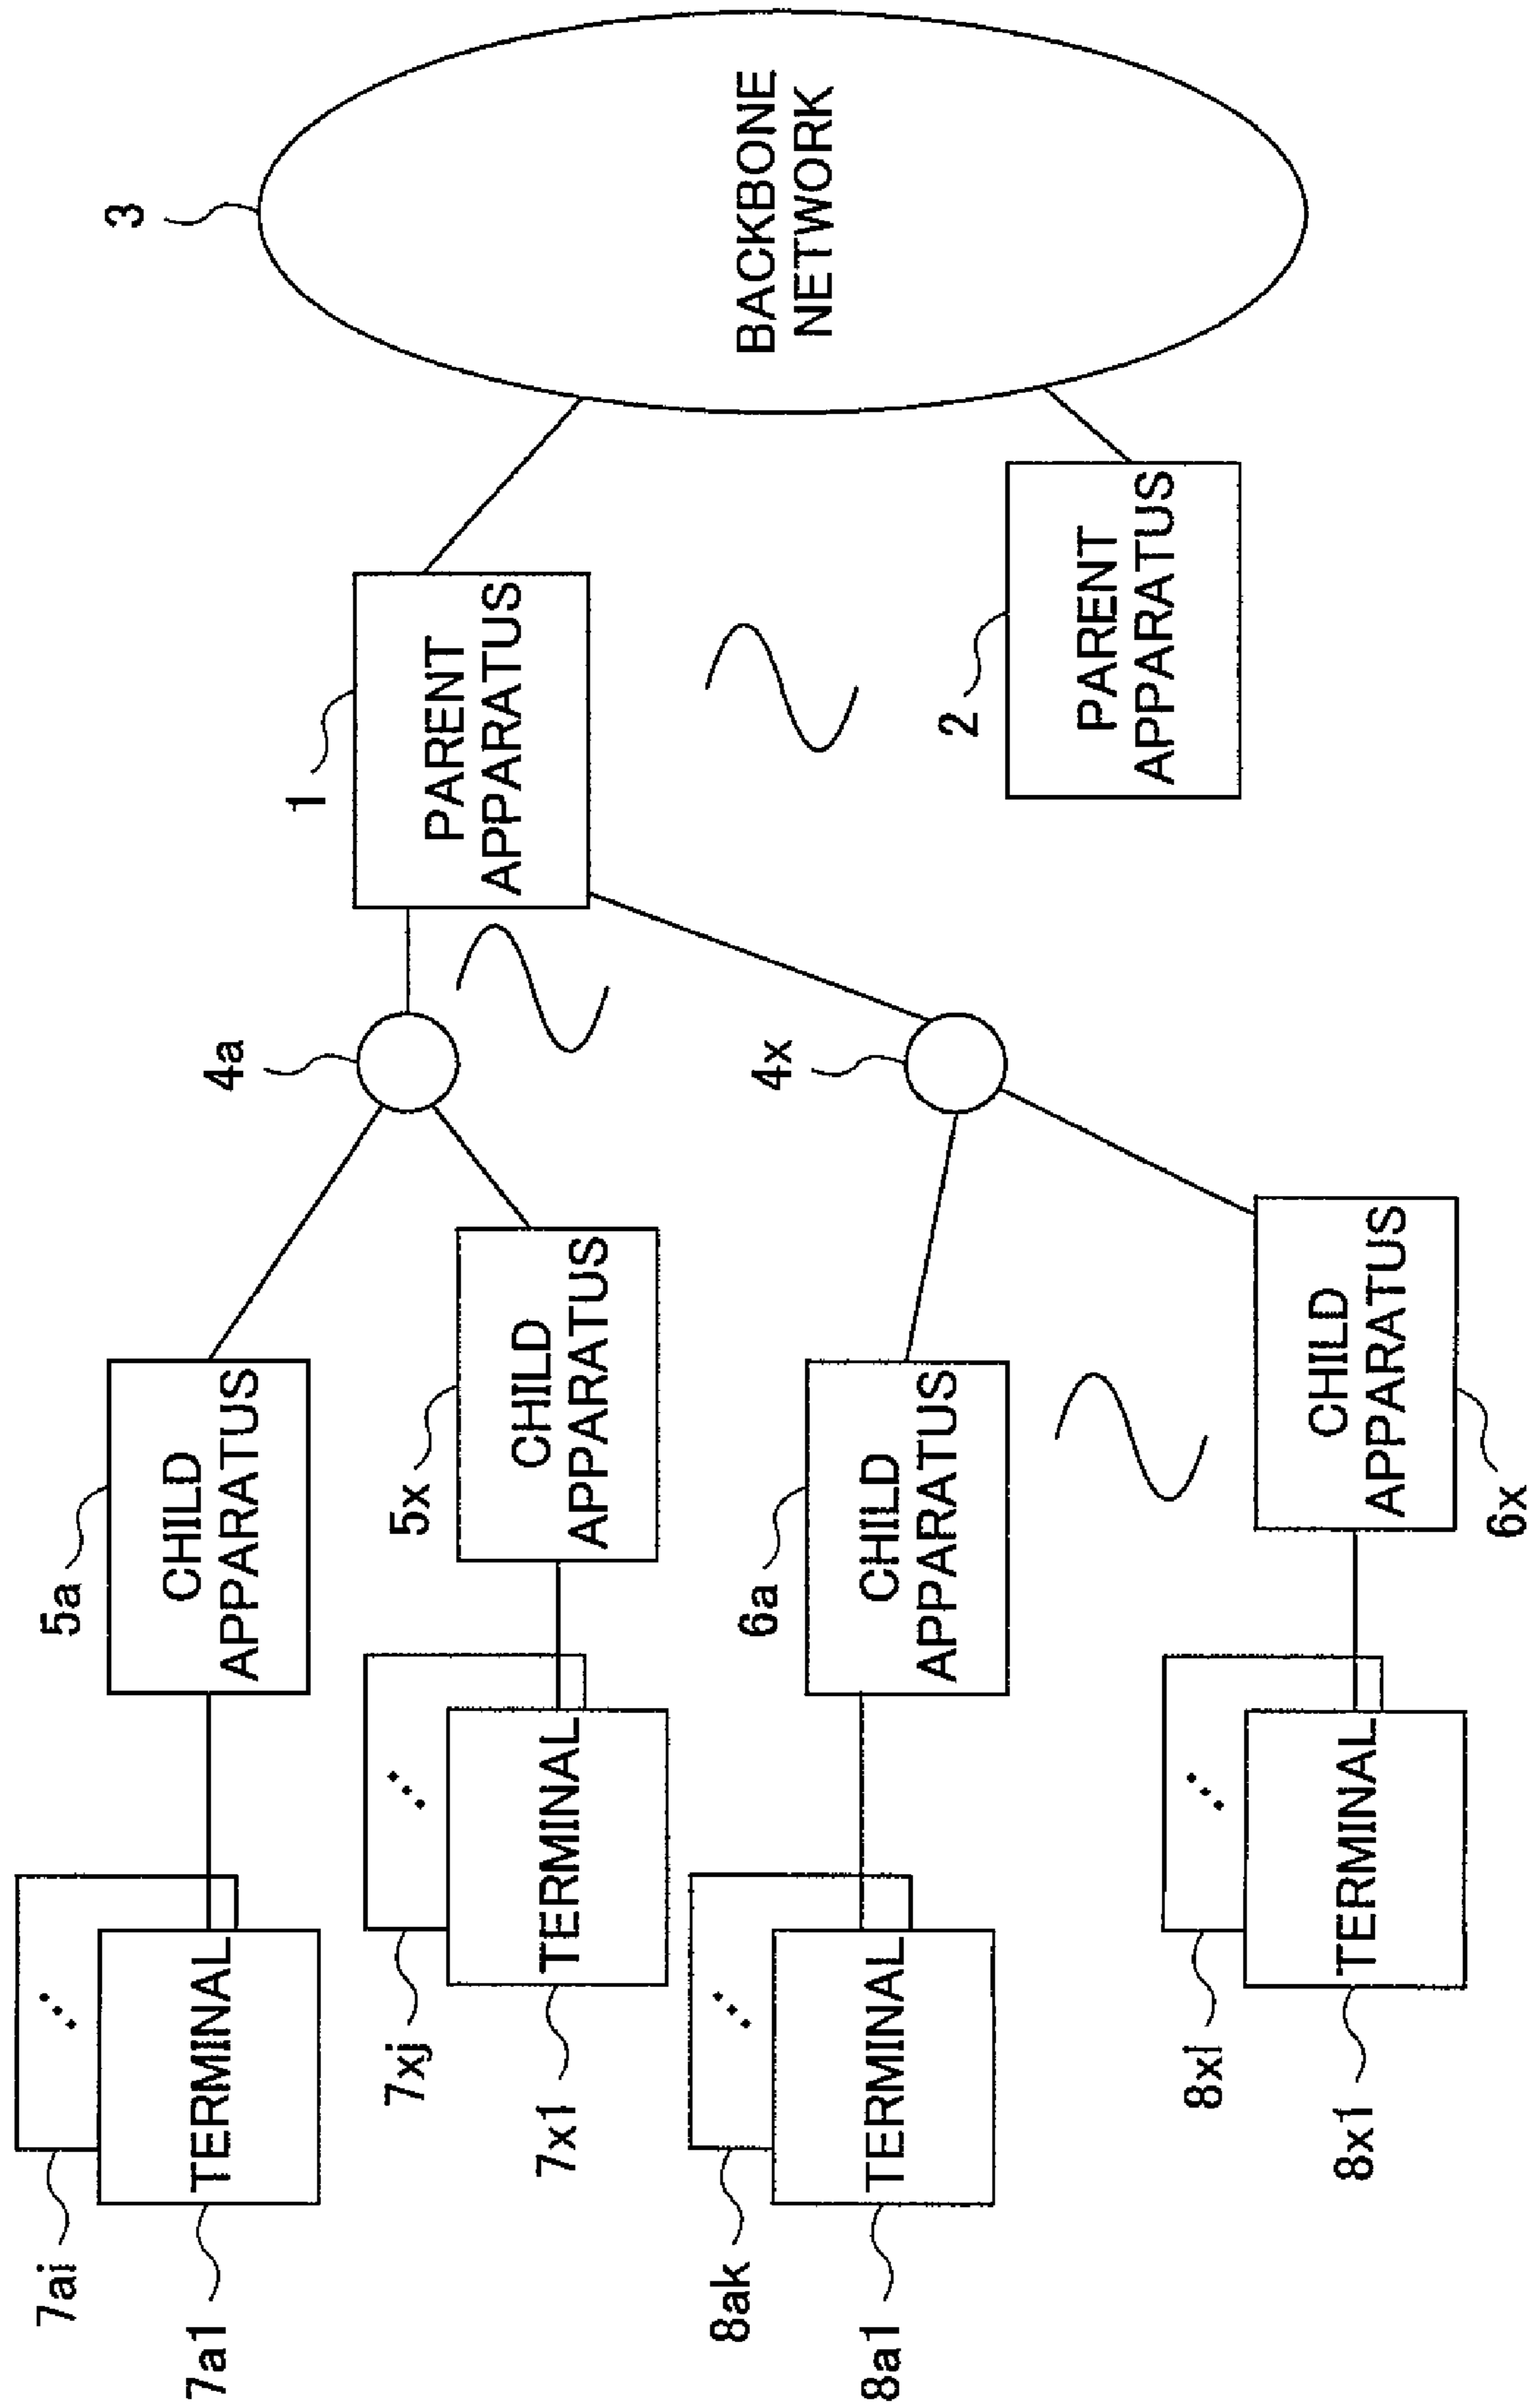 3
BACKBONE
NETWORK
1
PARENT
APPARATUS
2
PARENT
APPARATUS
4a
4x
5a
CHILD
APPARATUS
5x
CHILD
APPARATUS
6a
CHILD
APPARATUS
6x
CHILD
APPARATUS
7ai
7a1
TERMINAL
7xj
7x1
TERMINAL
8ak
8a1
TERMINAL
8xl
8x1
TERMINAL